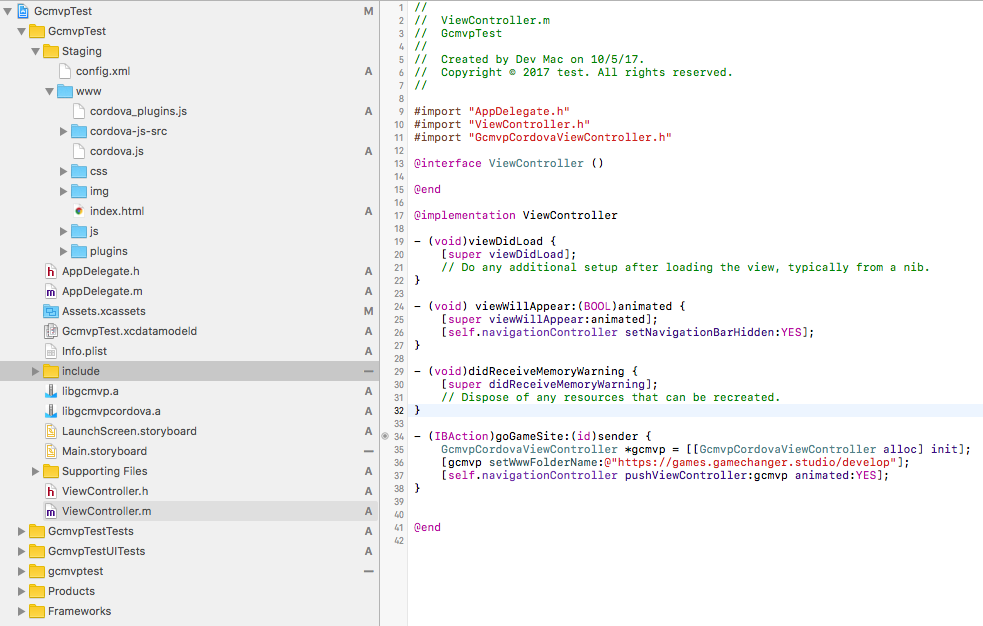 GcmvpTest M
GcmvpTest
Staging
config.xml A
www
cordova_plugins.js A
cordova-js-src
cordova.js A
css
img
index.html A
js
plugins
AppDelegate.h A
AppDelegate.m A
Assets.xcassets M
GcmvpTest.xcdatamodeld A
Info.plist A
include —
libgcmvp.a A
libgcmvpcordova.a A
LaunchScreen.storyboard A
Main.storyboard —
Supporting Files A
ViewController.h A
ViewController.m A
GcmvpTestTests A
GcmvpTestUITests A
gcmvptest —
Products
Frameworks
1 //
2 //  ViewController.m
3 //  GcmvpTest
4 //
5 //  Created by Dev Mac on 10/5/17.
6 //  Copyright © 2017 test. All rights reserved.
7 //
8
9 #import "AppDelegate.h"
10 #import "ViewController.h"
11 #import "GcmvpCordovaViewController.h"
12
13 @interface ViewController ()
14
15 @end
16
17 @implementation ViewController
18
19 - (void)viewDidLoad {
20     [super viewDidLoad];
21     // Do any additional setup after loading the view, typically from a nib.
22 }
23
24 - (void) viewWillAppear:(BOOL)animated {
25     [super viewWillAppear:animated];
26     [self.navigationController setNavigationBarHidden:YES];
27 }
28
29 - (void)didReceiveMemoryWarning {
30     [super didReceiveMemoryWarning];
31     // Dispose of any resources that can be recreated.
32 }
33
34 - (IBAction)goGameSite:(id)sender {
35     GcmvpCordovaViewController *gcmvp = [[GcmvpCordovaViewController alloc] init];
36     [gcmvp setWwwFolderName:@"https://games.gamechanger.studio/develop"];
37     [self.navigationController pushViewController:gcmvp animated:YES];
38 }
39
40
41 @end
42